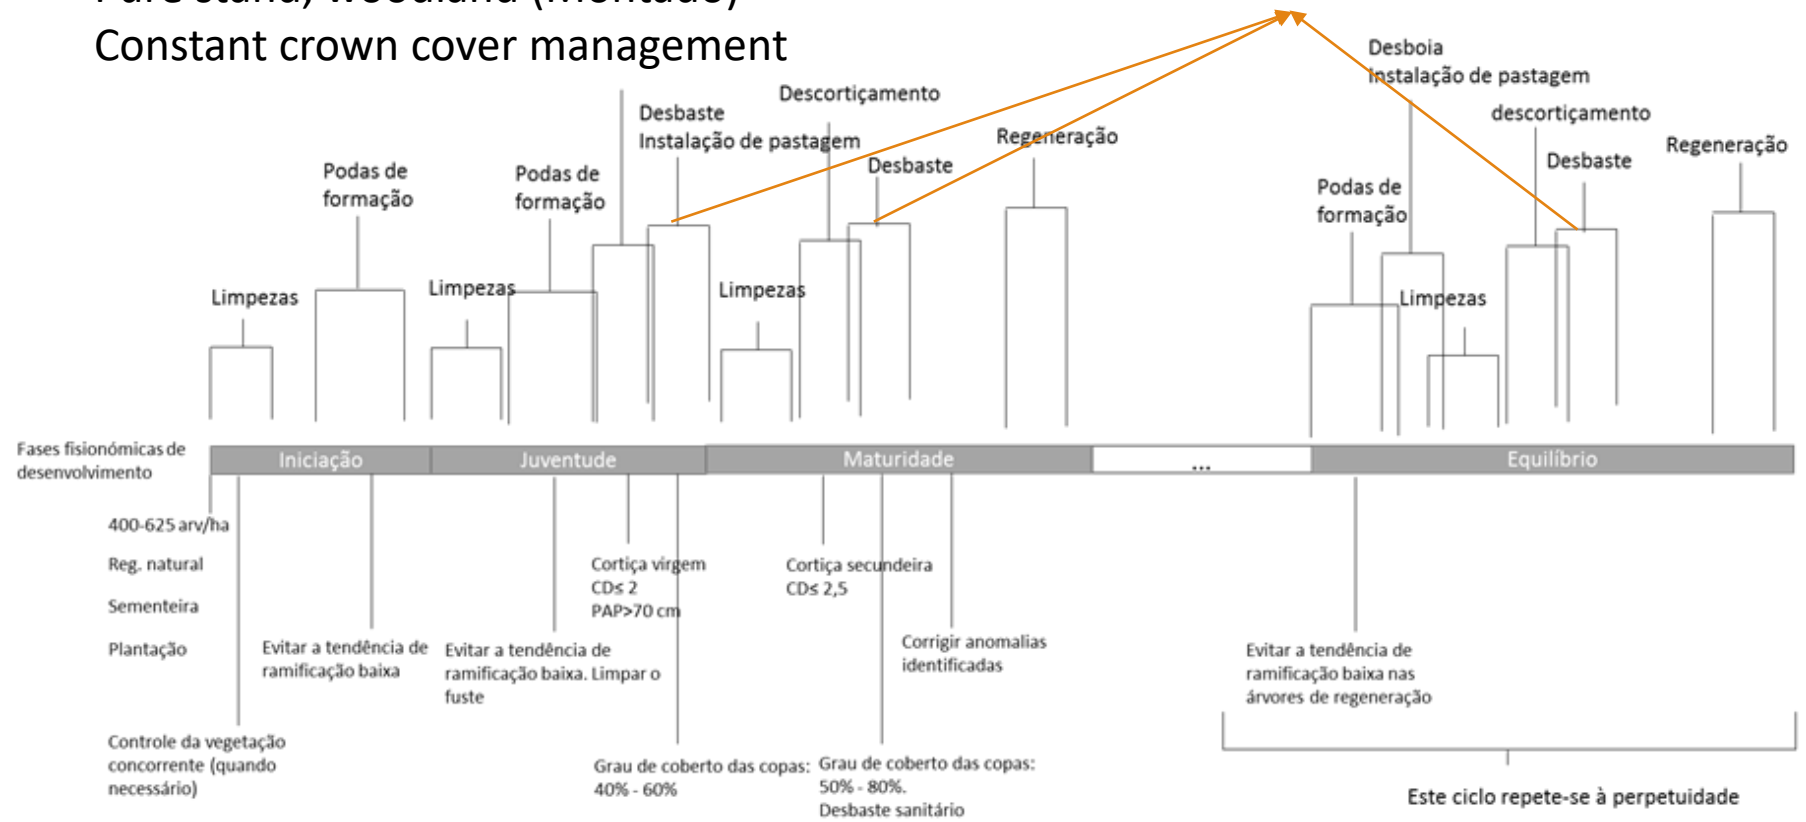 Pure stand, woodland (Montado)
Constant crown cover management
Desboia
Instalação de pastagem
Descortiçamento
Desbaste
Instalação de pastagem
descortiçamento
Regeneração
Regeneração
Desbaste
Desbaste
Podas de
formação
Podas de
formação
Podas de
formação
Limpezas
Limpezas
Limpezas
Limpezas
Fases fisionómicas de
desenvolvimento
Iniciação
Juventude
Maturidade
...
Equilíbrio
400-625 arv/ha
Reg. natural
Sementeira
Plantação
Cortiça virgem
CD≤ 2
PAP>70 cm
Cortiça secundeira
CD≤ 2,5
Evitar a tendência de
ramificação baixa
Evitar a tendência de
ramificação baixa. Limpar o
fuste
Corrigir anomalias
identificadas
Evitar a tendência de
ramificação baixa nas
árvores de regeneração
Controle da vegetação
concorrente (quando
necessário)
Grau de coberto das copas:
40% - 60%
Grau de coberto das copas:
50% - 80%.
Desbaste sanitário
Este ciclo repete-se à perpetuidade